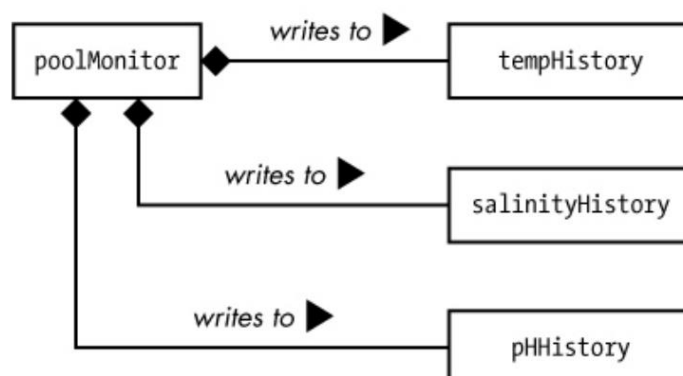 writes to
poolMonitor
tempHistory
writes to
salinityHistory
writes to
pHHistory